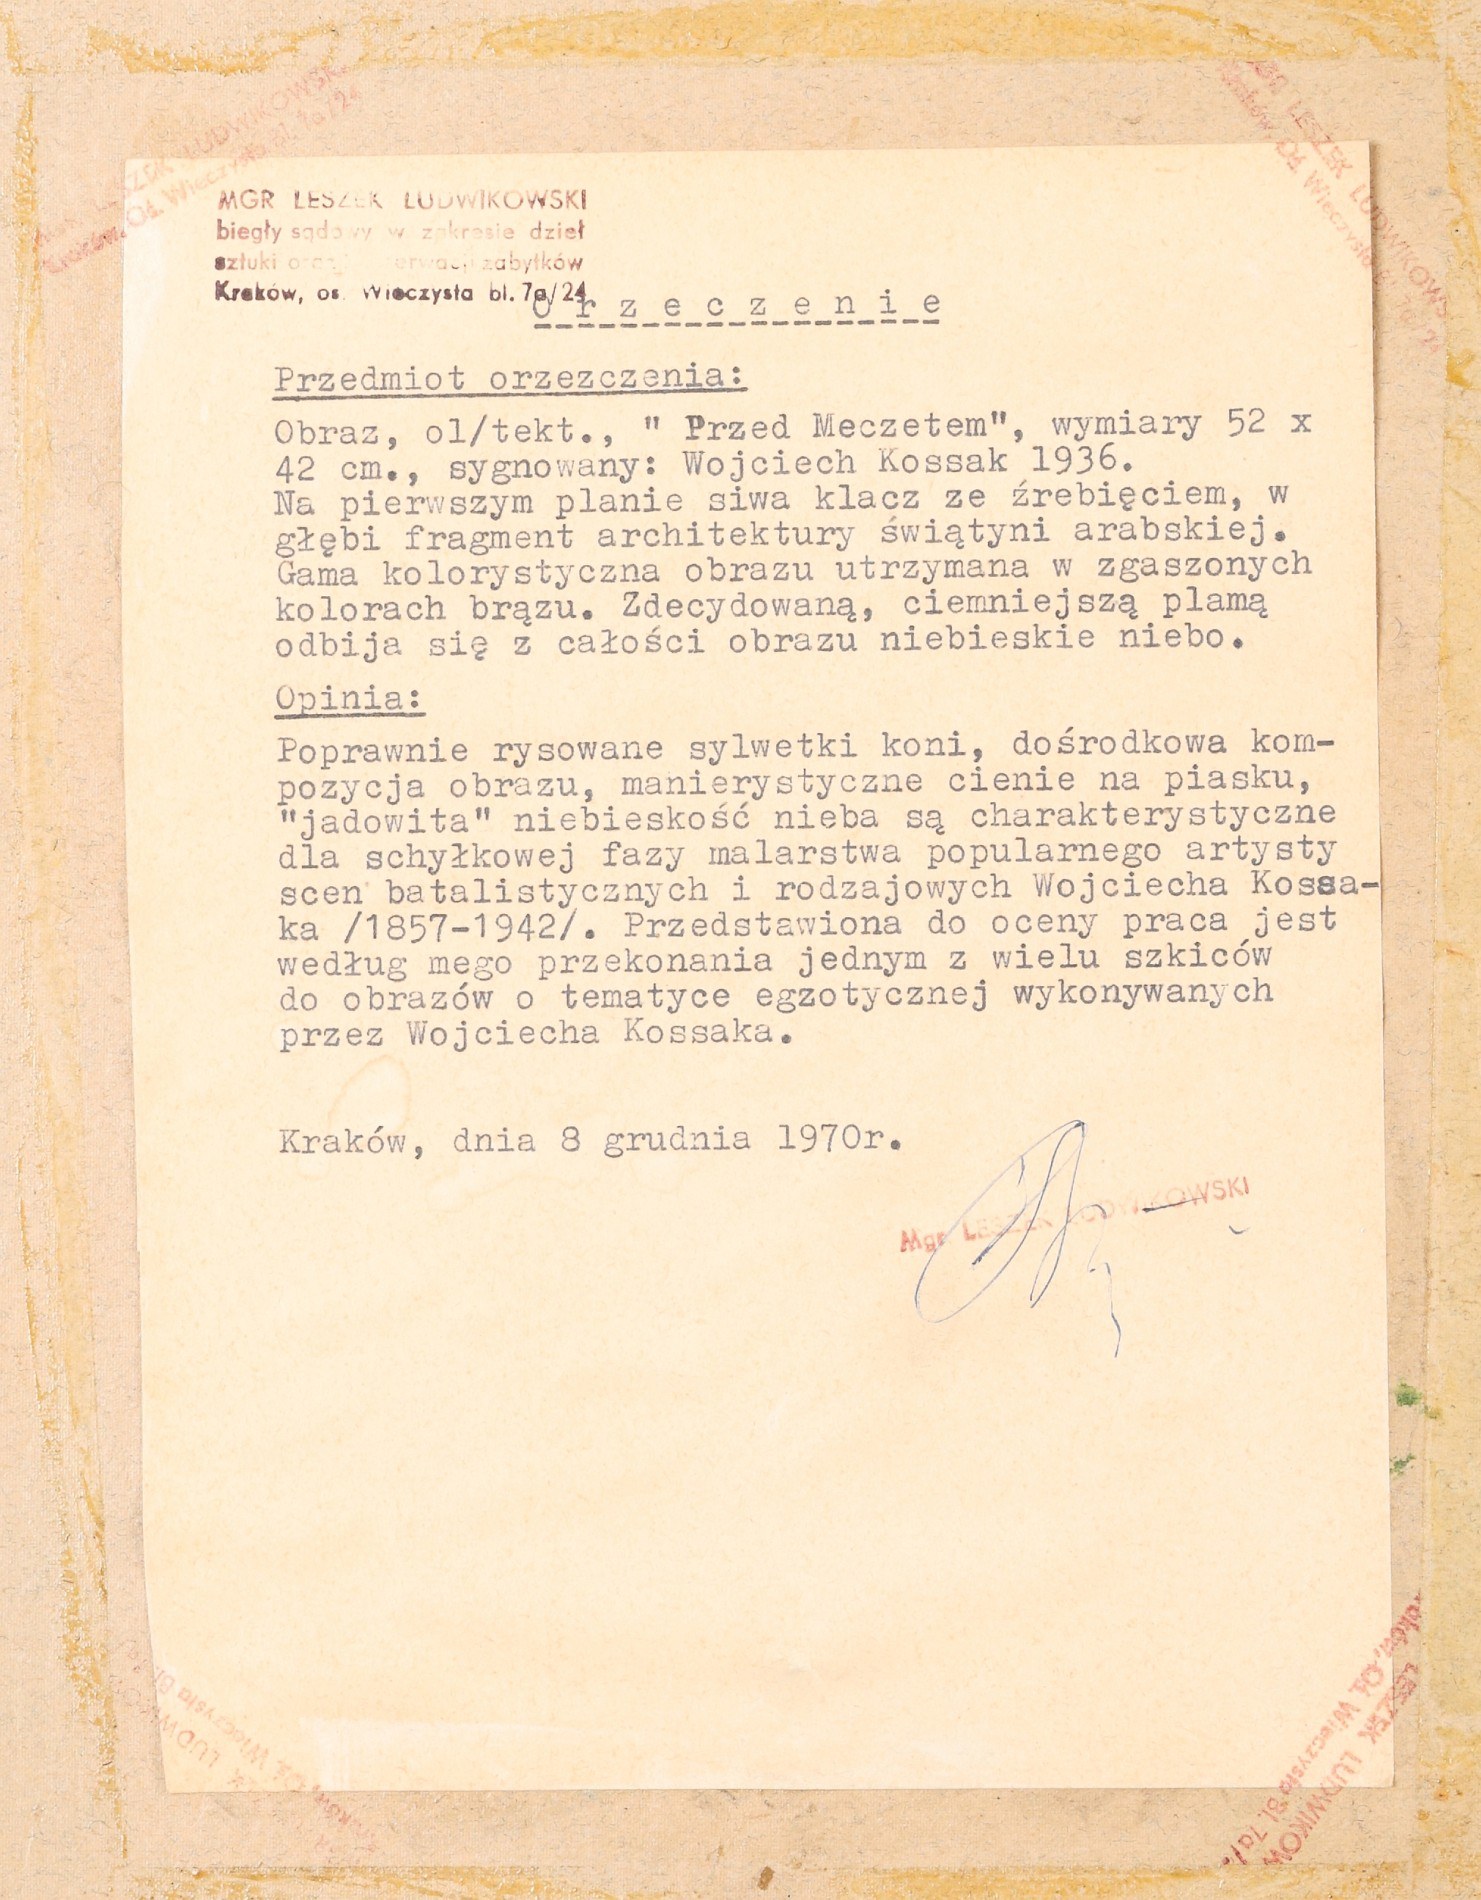 MGR LESZEK LUDWIKOWSKI
biegły sądowy w zakresie dzieł
sztuki oraz zabytków
Kraków, os. Wieczysta bl. 7a/24
O r z e c z e n i e
Przedmiot orzezczenia:
Obraz, ol/tekt., " Przed Meczetem", wymiary 52 x
42 cm., sygnowany: Wojciech Kossak 1936.
Na pierwszym planie siwa klacz ze źrebięciem, w
głębi fragment architektury świątyni arabskiej.
Gama kolorystyczna obrazu utrzymana w zgaszonych
kolorach brązu. Zdecydowaną, ciemniejszą plamą
odbija się z całości obrazu niebieskie niebo.
Opinia:
Poprawnie rysowane sylwetki koni, dośrodkowa kom-
pozycja obrazu, manierystyczne cienie na piasku,
"jadowita" niebieskość nieba są charakterystyczne
dla schyłkowej fazy malarstwa popularnego artysty
scen batalistycznych i rodzajowych Wojciecha Kossa-
ka /1857-1942/. Przedstawiona do oceny praca jest
według mego przekonania jednym z wielu szkiców
do obrazów o tematyce egzotycznej wykonywanych
przez Wojciecha Kossaka.
Kraków, dnia 8 grudnia 1970r.
Mgr LESZEK LUDWIKOWSKI